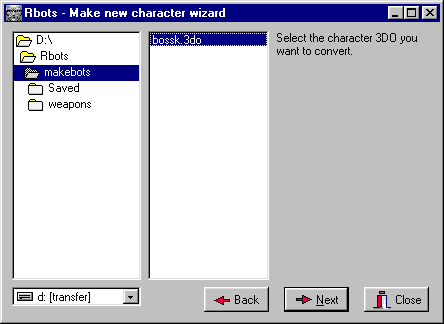 Rbots - Make new character wizard
D:\
Rbots
makebots
Saved
weapons
bossk.3do
Select the character 3DO you
want to convert.
d: [transfer]
Back
Next
Close